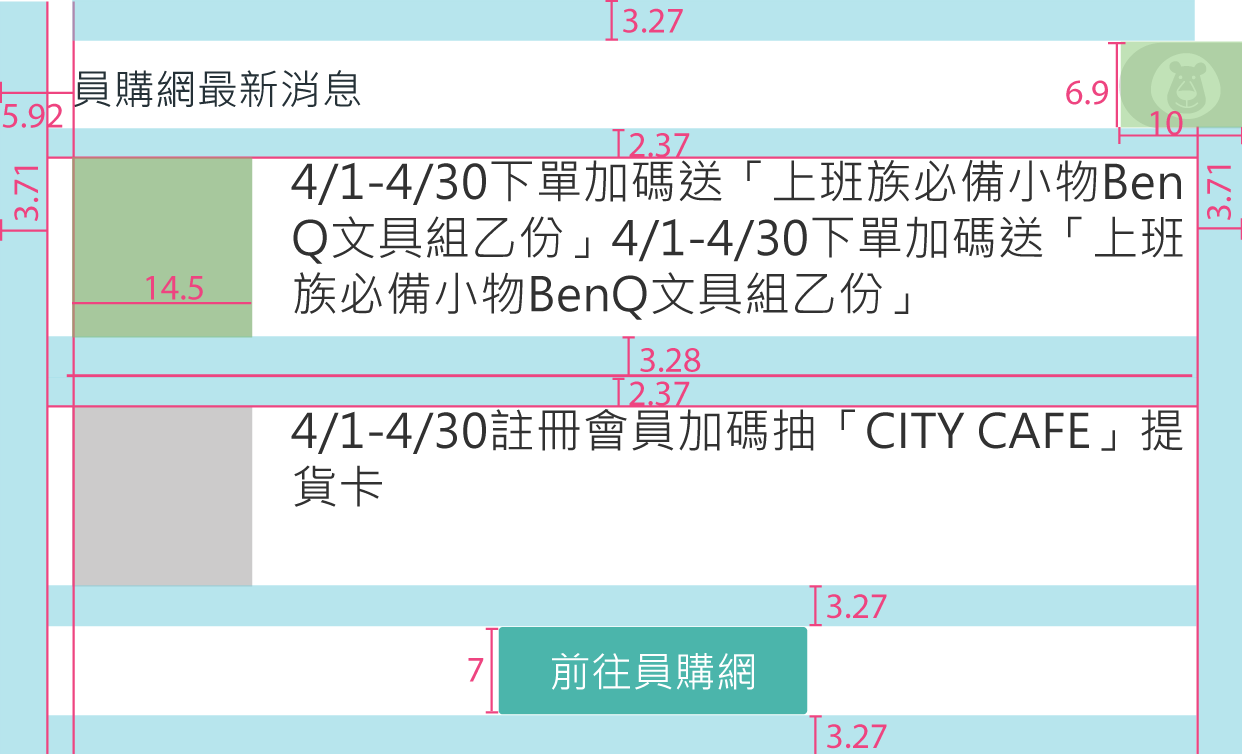 3.27
員購網最新消息
6.9
5.92
10
2.37
3.71
4/1-4/30下單加碼送「上班族必備小物Ben
3.71
Q文具組乙份」4/1-4/30下單加碼送「上班
14.5
族必備小物BenQ文具組乙份」
3.28
2.37
4/1-4/30註冊會員加碼抽「CITY CAFE」提
貨卡
3.27
7
前往員購網
3.27